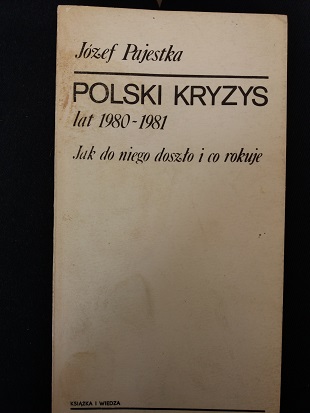 Józef Pajestka
POLSKI KRYZYS
lat 1980-1981
Jak do niego doszło i co rokuje
KSIĄŻKA I WIEDZA